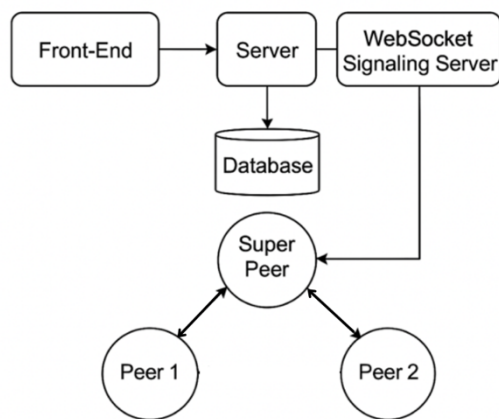 Front-End
Server
WebSocket
Signaling Server
Database
Super
Peer
Peer 1
Peer 2